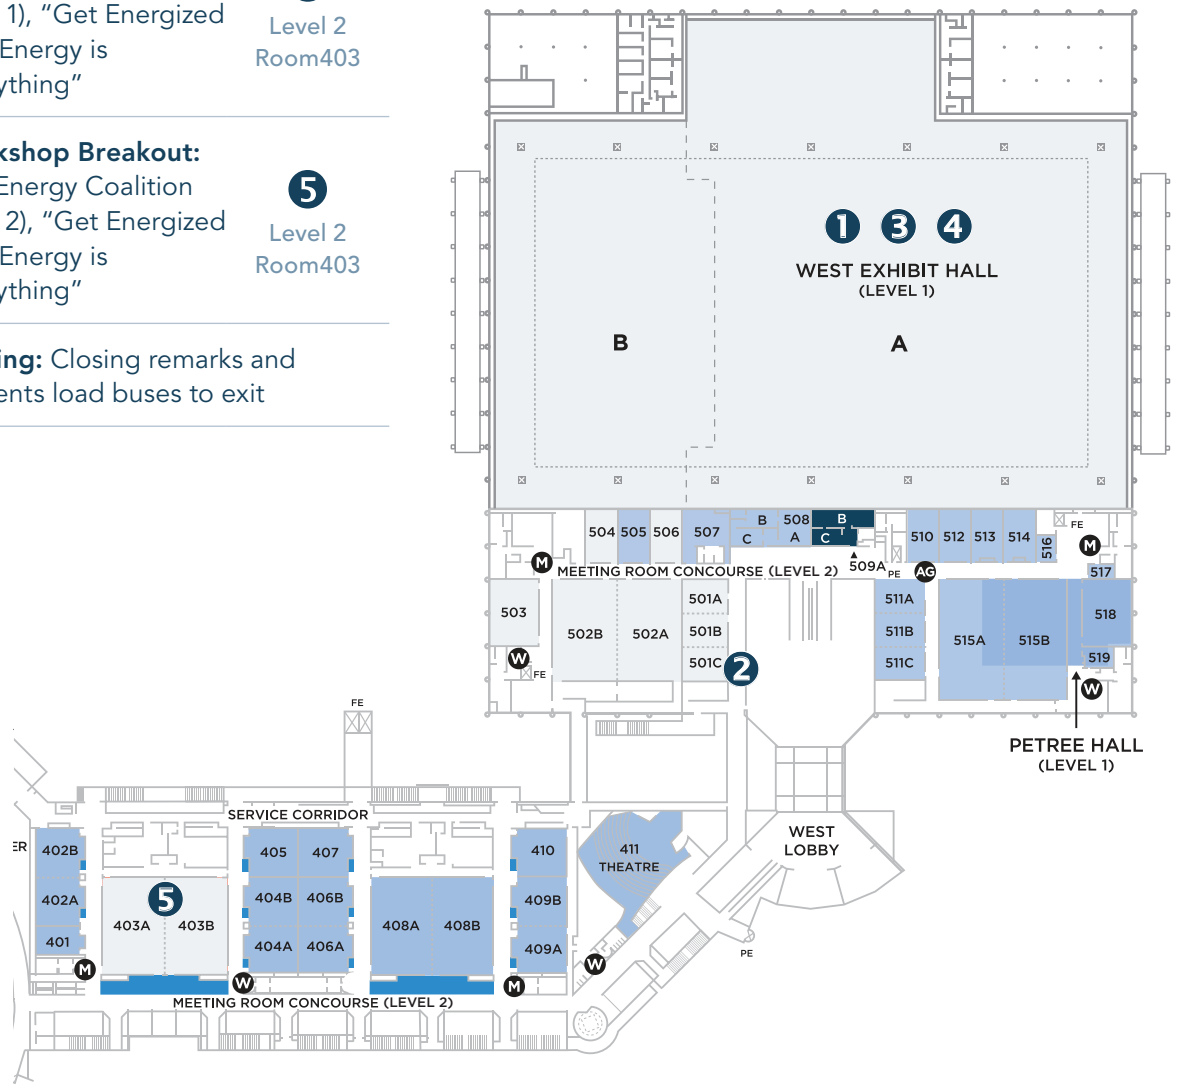 1), “Get Energized
Energy is
ything”
Level 2
Room403
kshop Breakout:
Energy Coalition
2), “Get Energized
Energy is
ything”
5
Level 2
Room403
ing: Closing remarks and
ents load buses to exit
1 3 4
WEST EXHIBIT HALL
(LEVEL 1)
B
A
504 505 506 507 B 508 B
C A C
510 512 513 514 516
FE
M
M
MEETING ROOM CONCOURSE (LEVEL 2)
509A
PE
AG
517
503
502B
502A
501A
501B
501C
2
W
FE
511A
511B
511C
515A
515B
518
519
W
PETREE HALL
(LEVEL 1)
FE
SERVICE CORRIDOR
ER
402B
402A
401
M
5
403A
403B
W
405
407
404B
406B
404A
406A
408A
408B
410
409B
409A
M
411
THEATRE
W
WEST
LOBBY
PE
MEETING ROOM CONCOURSE (LEVEL 2)